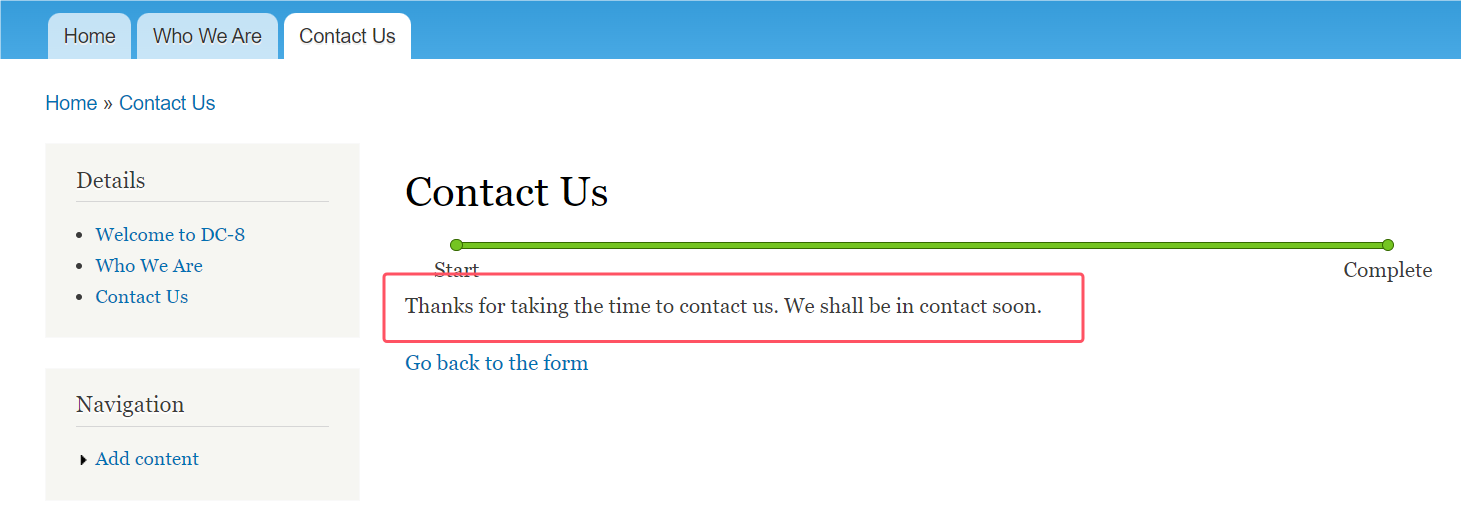 Home Who We Are Contact Us
Home » Contact Us
Details
Welcome to DC-8
Who We Are
Contact Us
Navigation
Add content
Contact Us
Start Complete
Thanks for taking the time to contact us. We shall be in contact soon.
Go back to the form